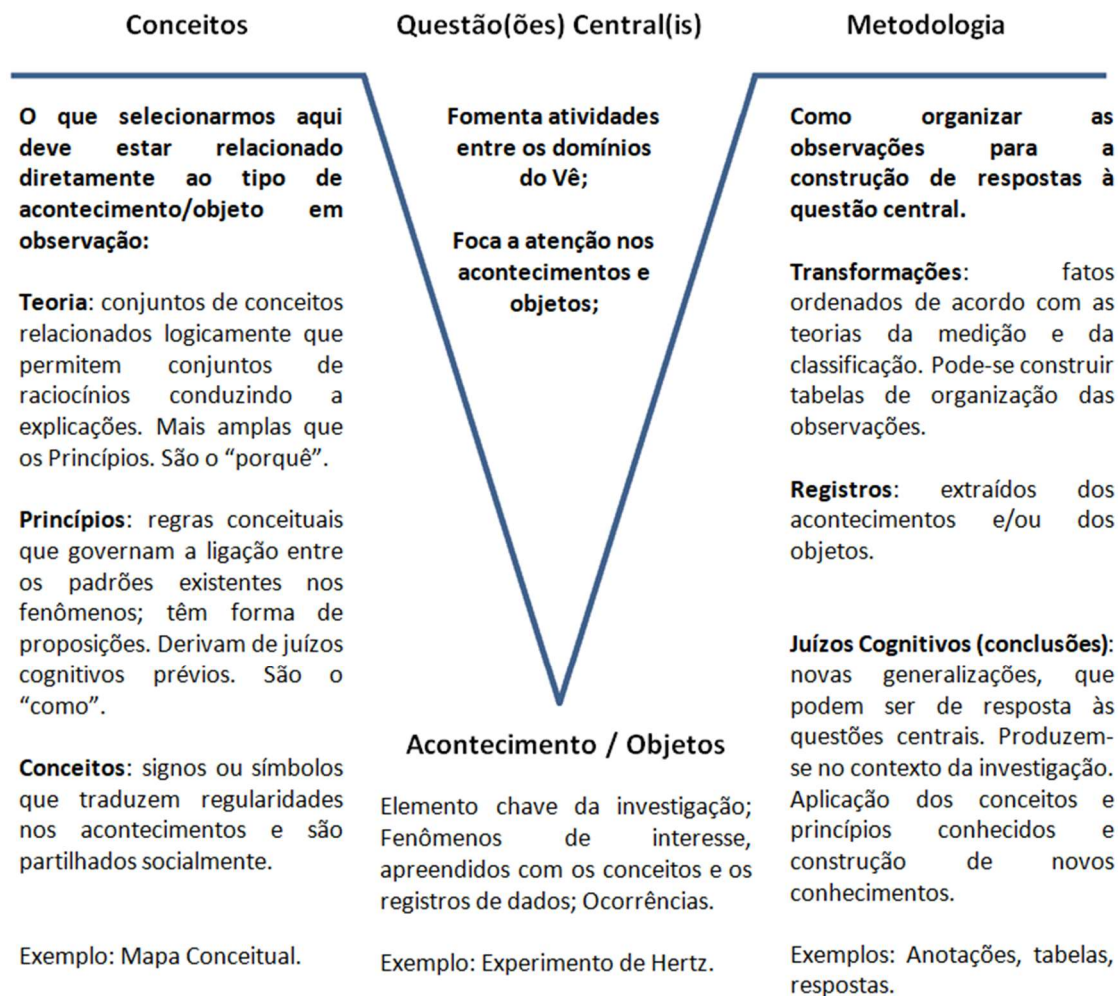 Conceitos
O que selecionarmos aqui
deve estar relacionado
diretamente ao tipo de
acontecimento/objeto em
observação:
Teoria: conjuntos de conceitos
relacionados logicamente que
permitem conjuntos de
raciocínios conduzindo a
explicações. Mais amplas que
os Princípios. São o “porquê”.
Princípios: regras conceituais
que governam a ligação entre
os padrões existentes nos
fenômenos; têm forma de
proposições. Derivam de juízos
cognitivos prévios. São o
“como”.
Conceitos: signos ou símbolos
que traduzem regularidades
nos acontecimentos e são
partilhados socialmente.
Exemplo: Mapa Conceitual.
Questão(ões) Central(is)
Fomenta atividades
entre os domínios
do Vê;
Foca a atenção nos
acontecimentos e
objetos;
Acontecimento / Objetos
Elemento chave da investigação;
Fenômenos de interesse,
apreendidos com os conceitos e os
registros de dados; Ocorrências.
Exemplo: Experimento de Hertz.
Metodologia
Como organizar as
observações para a
construção de respostas à
questão central.
Transformações: fatos
ordenados de acordo com as
teorias da medição e da
classificação. Pode-se construir
tabelas de organização das
observações.
Registros: extraídos dos
acontecimentos e/ou dos
objetos.
Juízos Cognitivos (conclusões):
novas generalizações, que
podem ser de resposta às
questões centrais. Produzem-
se no contexto da investigação.
Aplicação dos conceitos e
princípios conhecidos e
construção de novos
conhecimentos.
Exemplos: Anotações, tabelas,
respostas.